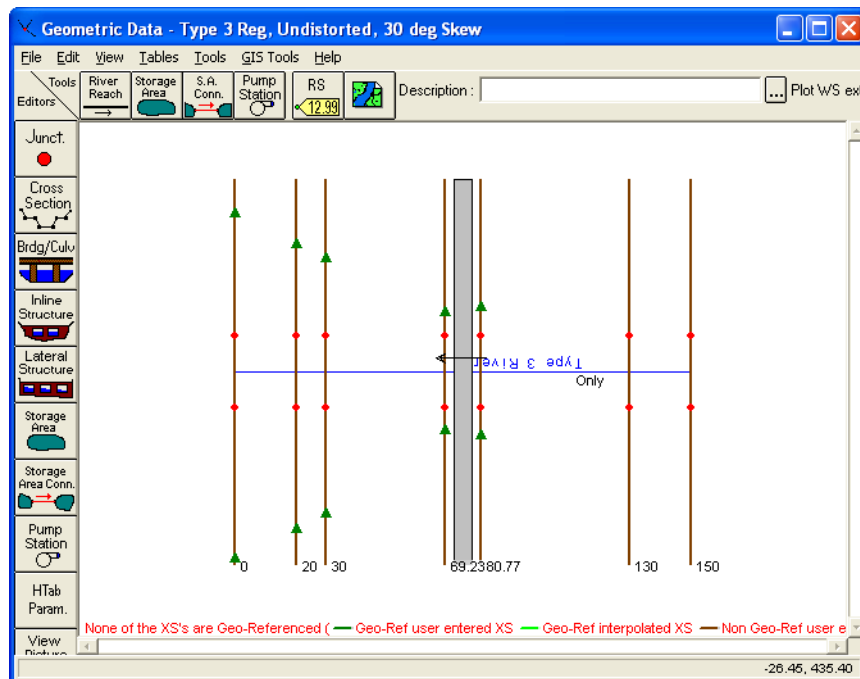 Geometric Data - Type 3 Reg, Undistorted, 30 deg Skew
File Edit View Tables Tools GIS Tools Help
Tools
Editors
River
Reach
Storage
Area
S.A.
Conn.
Pump
Station
RS
12.99
Description :
...
Plot WS ext
Junct.
Cross
Section
Brdg/Culv
Inline
Structure
Lateral
Structure
Storage
Area
Storage
Area Conn.
Pump
Station
HTab
Param.
View
Picture
Type 3 River
Only
0
20
30
69.23
80.77
130
150
None of the XS's are Geo-Referenced ( Geo-Ref user entered XS Geo-Ref interpolated XS Non Geo-Ref user e
-26.45, 435.40